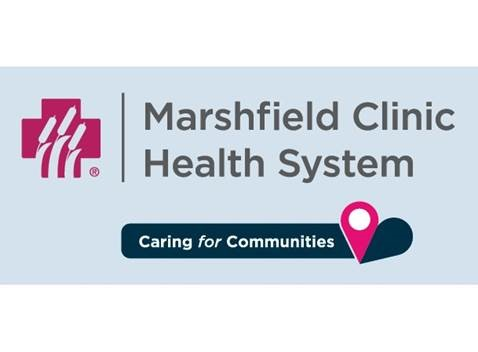 Marshfield Clinic
Health System
®
Caring for Communities